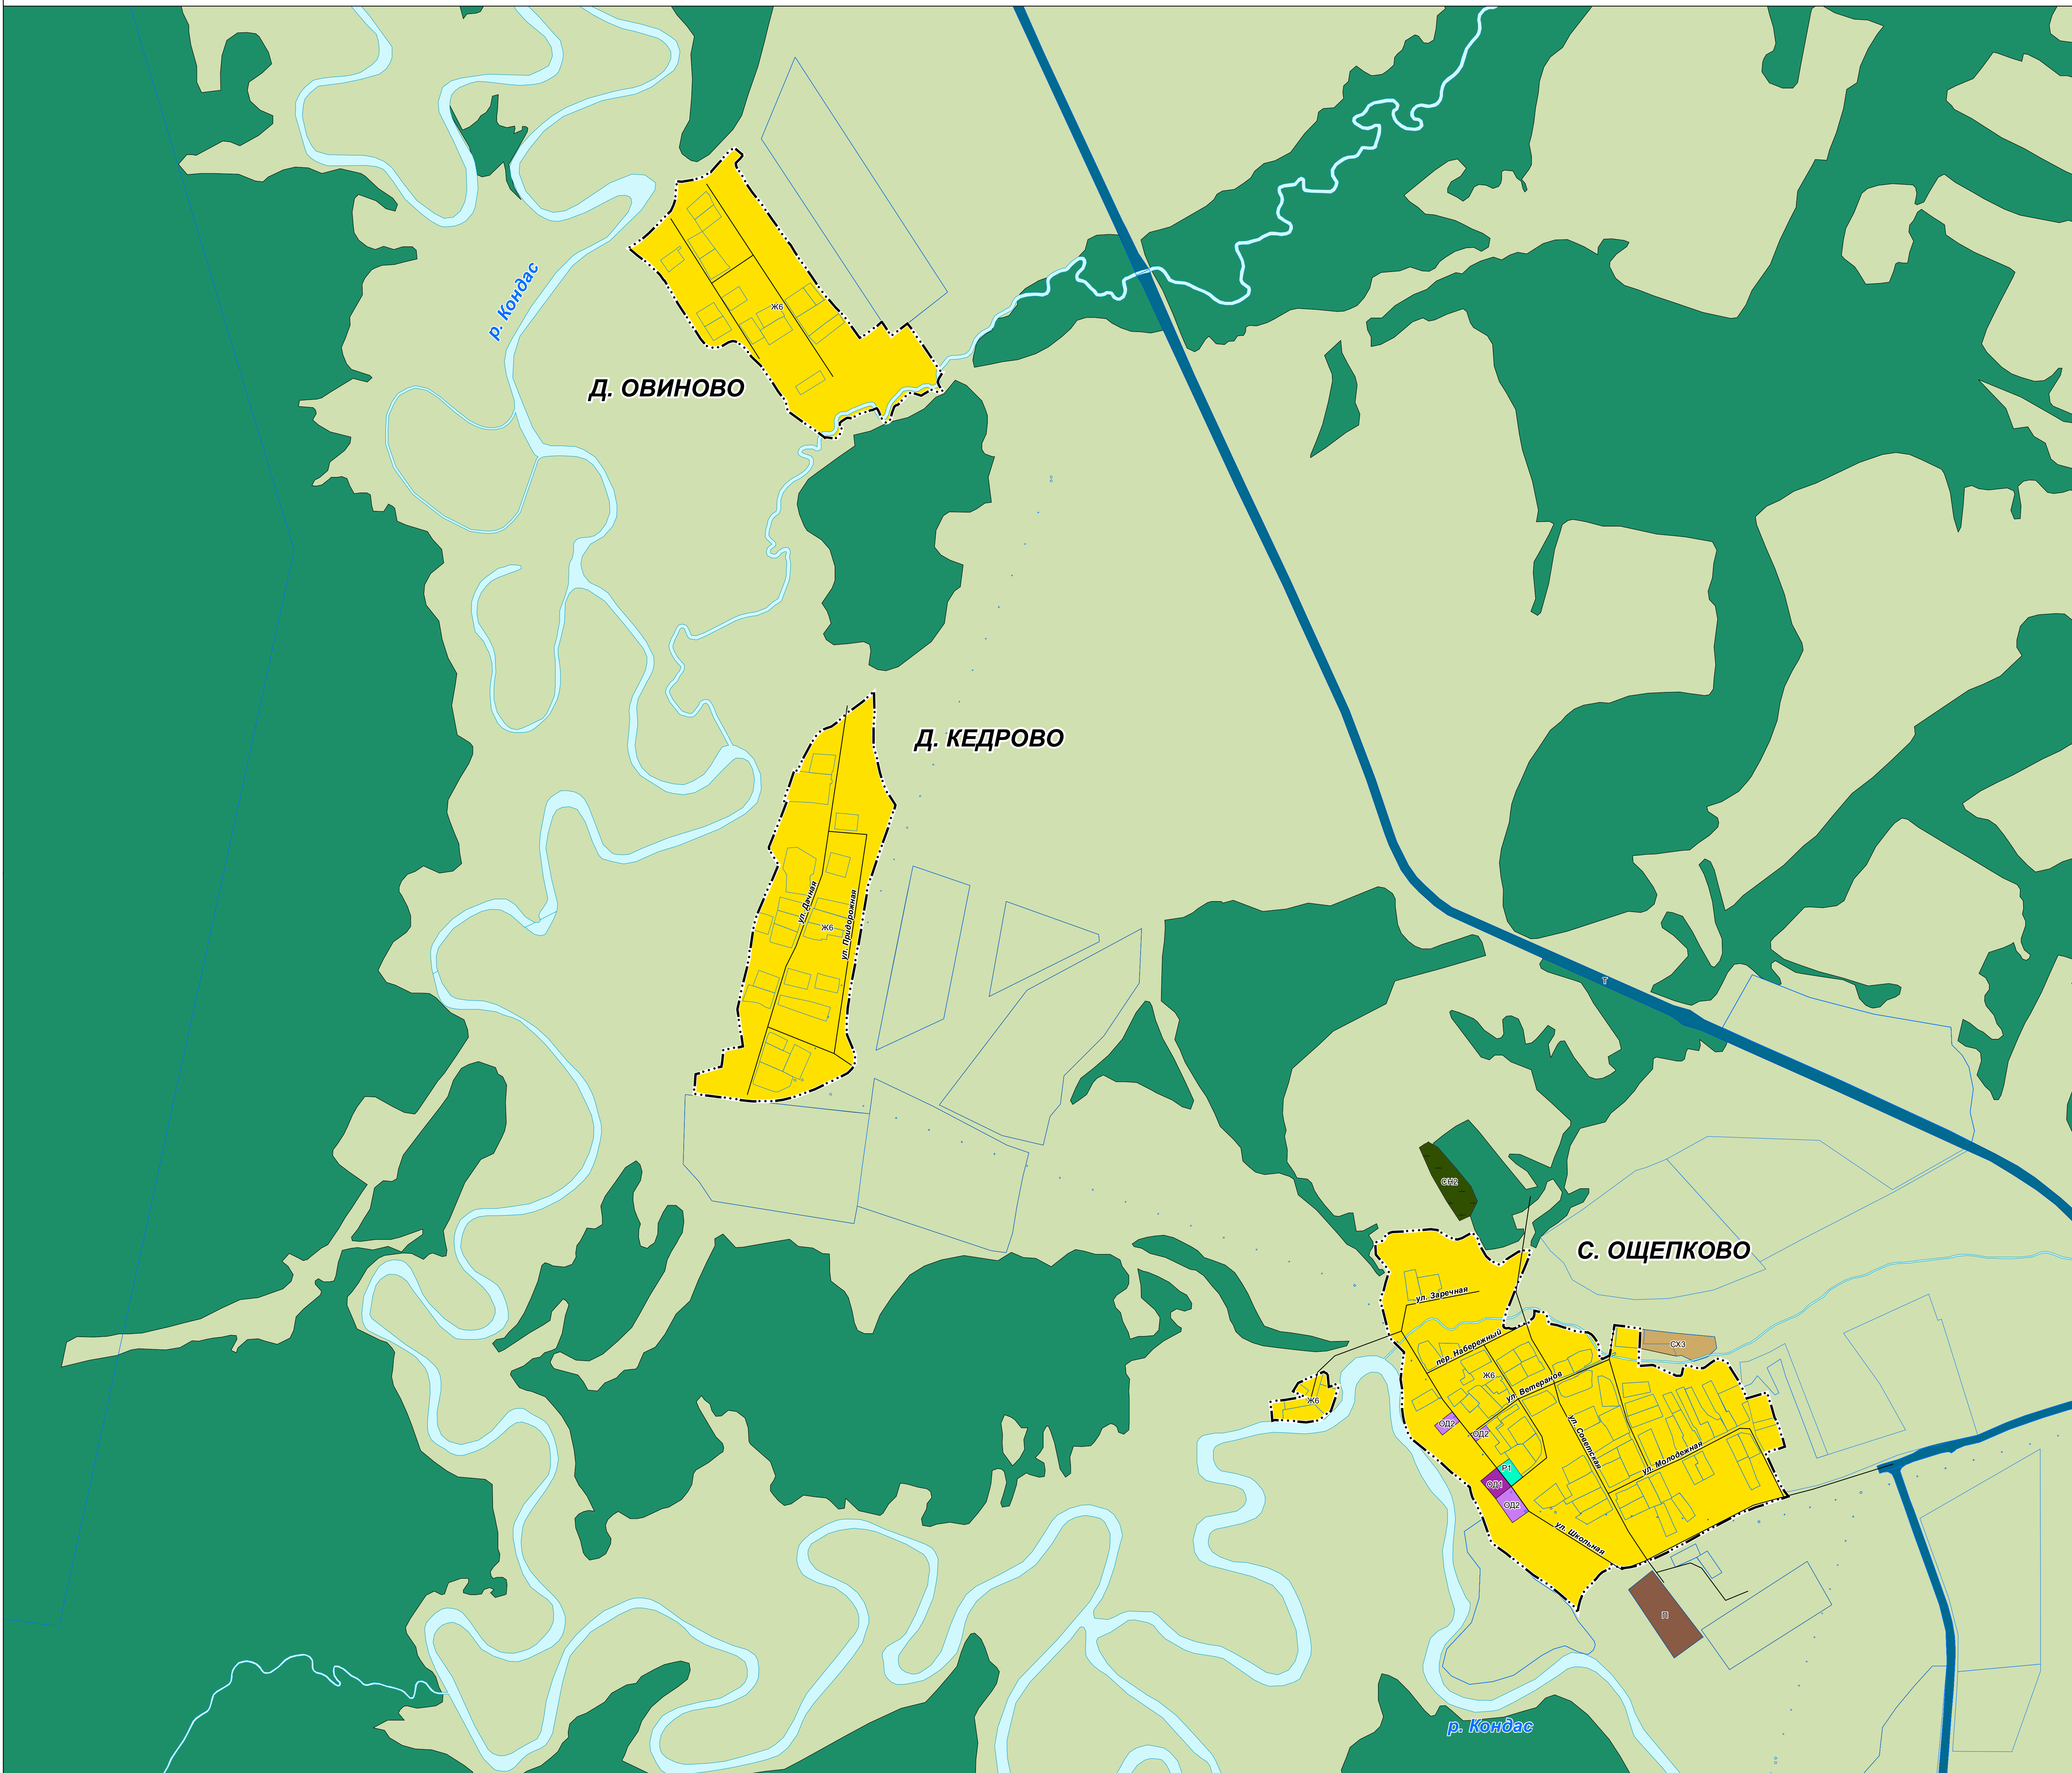 Ж6
р. Кондас
Д. ОВИНОВО
Д. КЕДРОВО
ул. Дачная
ул. Придорожная
Ж6
Т
СН2
С. ОЩЕПКОВО
ул. Заречная
пер. Набережный
СХ3
Ж6
ул. Ветеранов
Ж6
ОД2
ОД2
ул. Советская
ул. Молодежная
Р1
ОД1
ОД2
ул. Школьная
П
р. Кондас